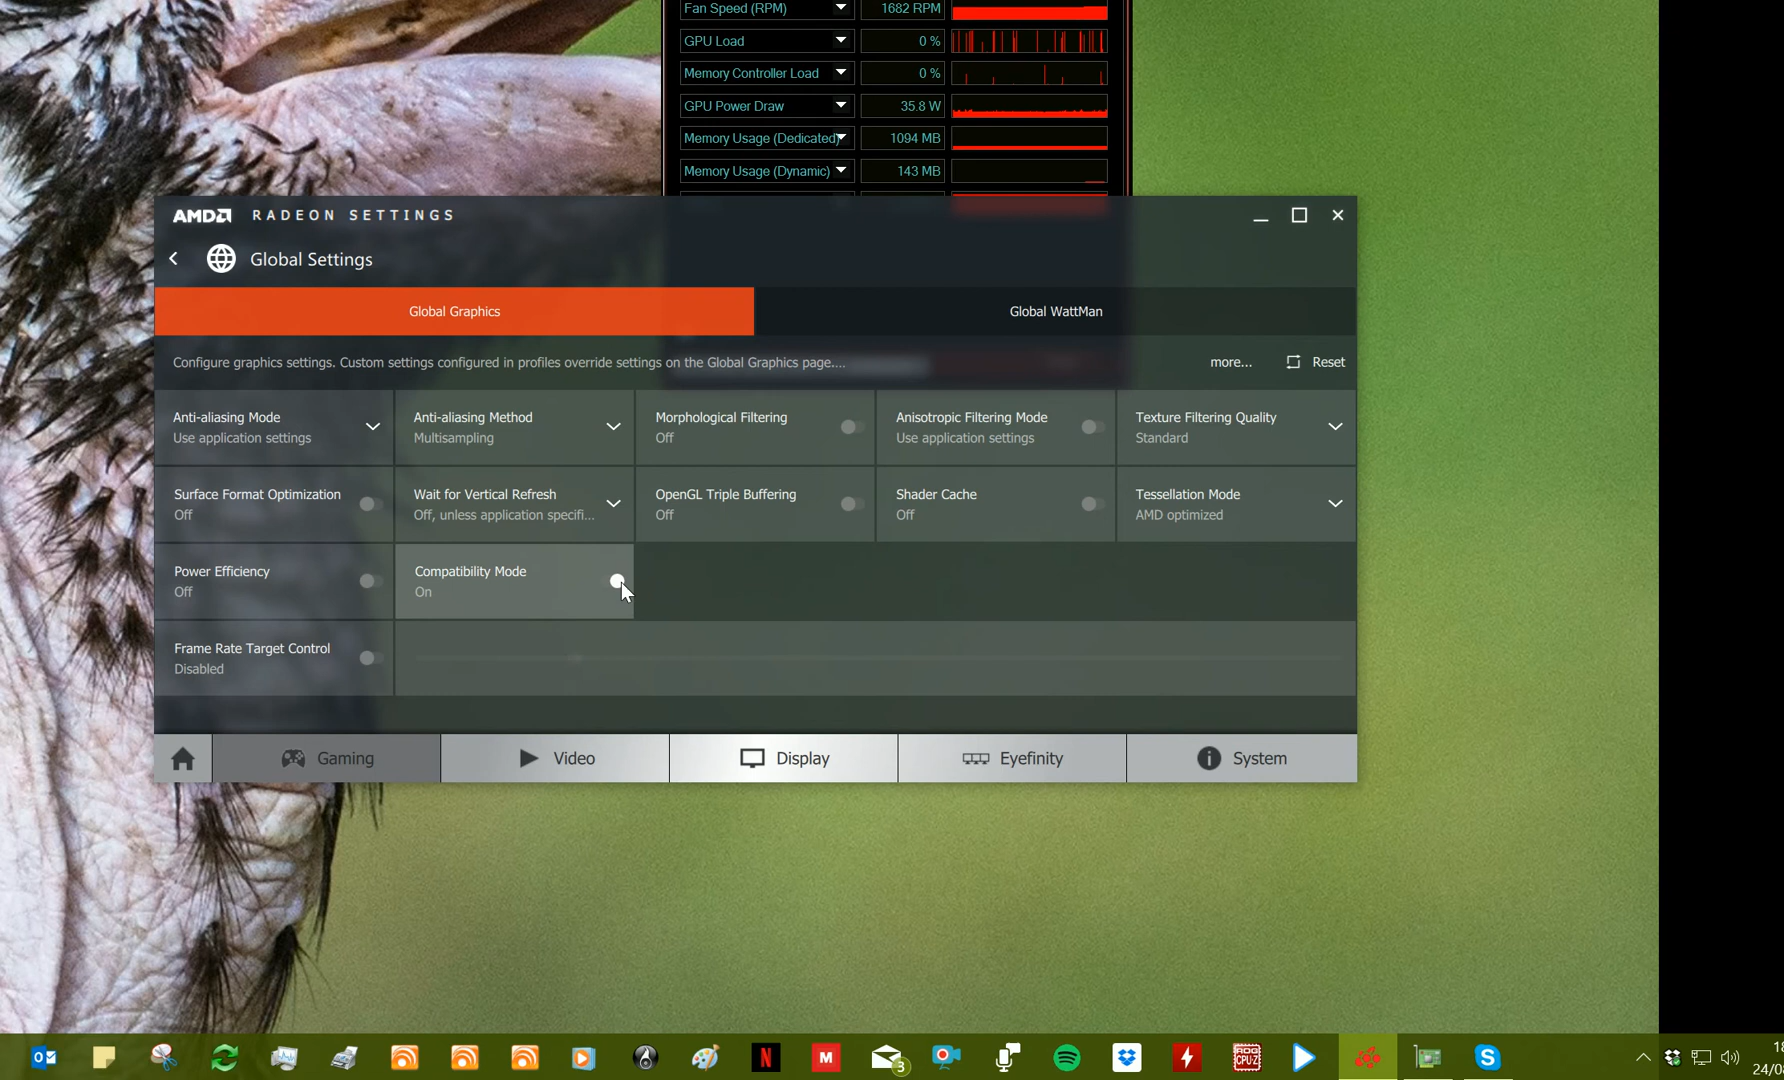 Fan Speed (RPM) 1682 RPM
GPU Load 0 %
Memory Controller Load 0 %
GPU Power Draw 35.8 W
Memory Usage (Dedicated) 1094 MB
Memory Usage (Dynamic) 143 MB
AMD RADEON SETTINGS
Global Settings
Global Graphics Global WattMan
Configure graphics settings. Custom settings configured in profiles override settings on the Global Graphics page.... more... Reset
Anti-aliasing Mode
Use application settings
Anti-aliasing Method
Multisampling
Morphological Filtering
Off
Anisotropic Filtering Mode
Use application settings
Texture Filtering Quality
Standard
Surface Format Optimization
Off
Wait for Vertical Refresh
Off, unless application specifi...
OpenGL Triple Buffering
Off
Shader Cache
Off
Tessellation Mode
AMD optimized
Power Efficiency
Off
Compatibility Mode
On
Frame Rate Target Control
Disabled
Gaming Video Display Eyefinity System
N M 3 ROG CPU-Z
18
24/08